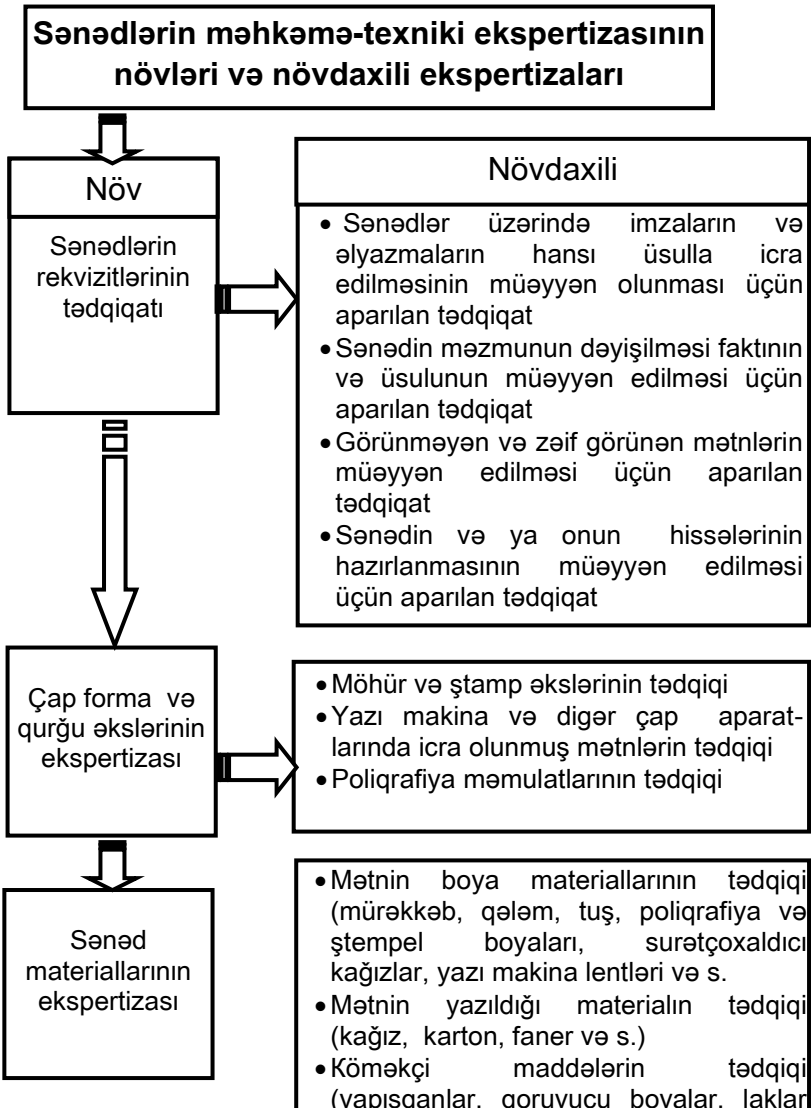 Sənədlərin məhkəmə-texniki ekspertizasının
növləri və növdaxili ekspertizaları
Növ
Sənədlərin
rekvizitlərinin
tədqiqatı
Növdaxili
• Sənədlər üzərində imzaların və
əlyazmaların hansı üsulla icra
edilməsinin müəyyən olunması üçün
aparılan tədqiqat
• Sənədin məzmunun dəyişilməsi faktının
və üsulunun müəyyən edilməsi üçün
aparılan tədqiqat
• Görünməyən və zəif görünən mətnlərin
müəyyən edilməsi üçün aparılan
tədqiqat
• Sənədin və ya onun hissələrinin
hazırlanmasının müəyyən edilməsi
üçün aparılan tədqiqat
Çap forma və
qurğu əkslərinin
ekspertizası
• Möhür və ştamp əkslərinin tədqiqi
• Yazı makina və digər çap aparat-
larında icra olunmuş mətnlərin tədqiqi
• Poliqrafiya məmulatlarının tədqiqi
Sənəd
materiallarının
ekspertizası
• Mətnin boya materiallarının tədqiqi
(mürəkkəb, qələm, tuş, poliqrafiya və
ştempel boyaları, surətçoxaldıcı
kağızlar, yazı makina lentləri və s.
• Mətnin yazıldığı materialın tədqiqi
(kağız, karton, faner və s.)
• Köməkçi maddələrin tədqiqi
(yapışqanlar, qoruyucu boyalar, laklar